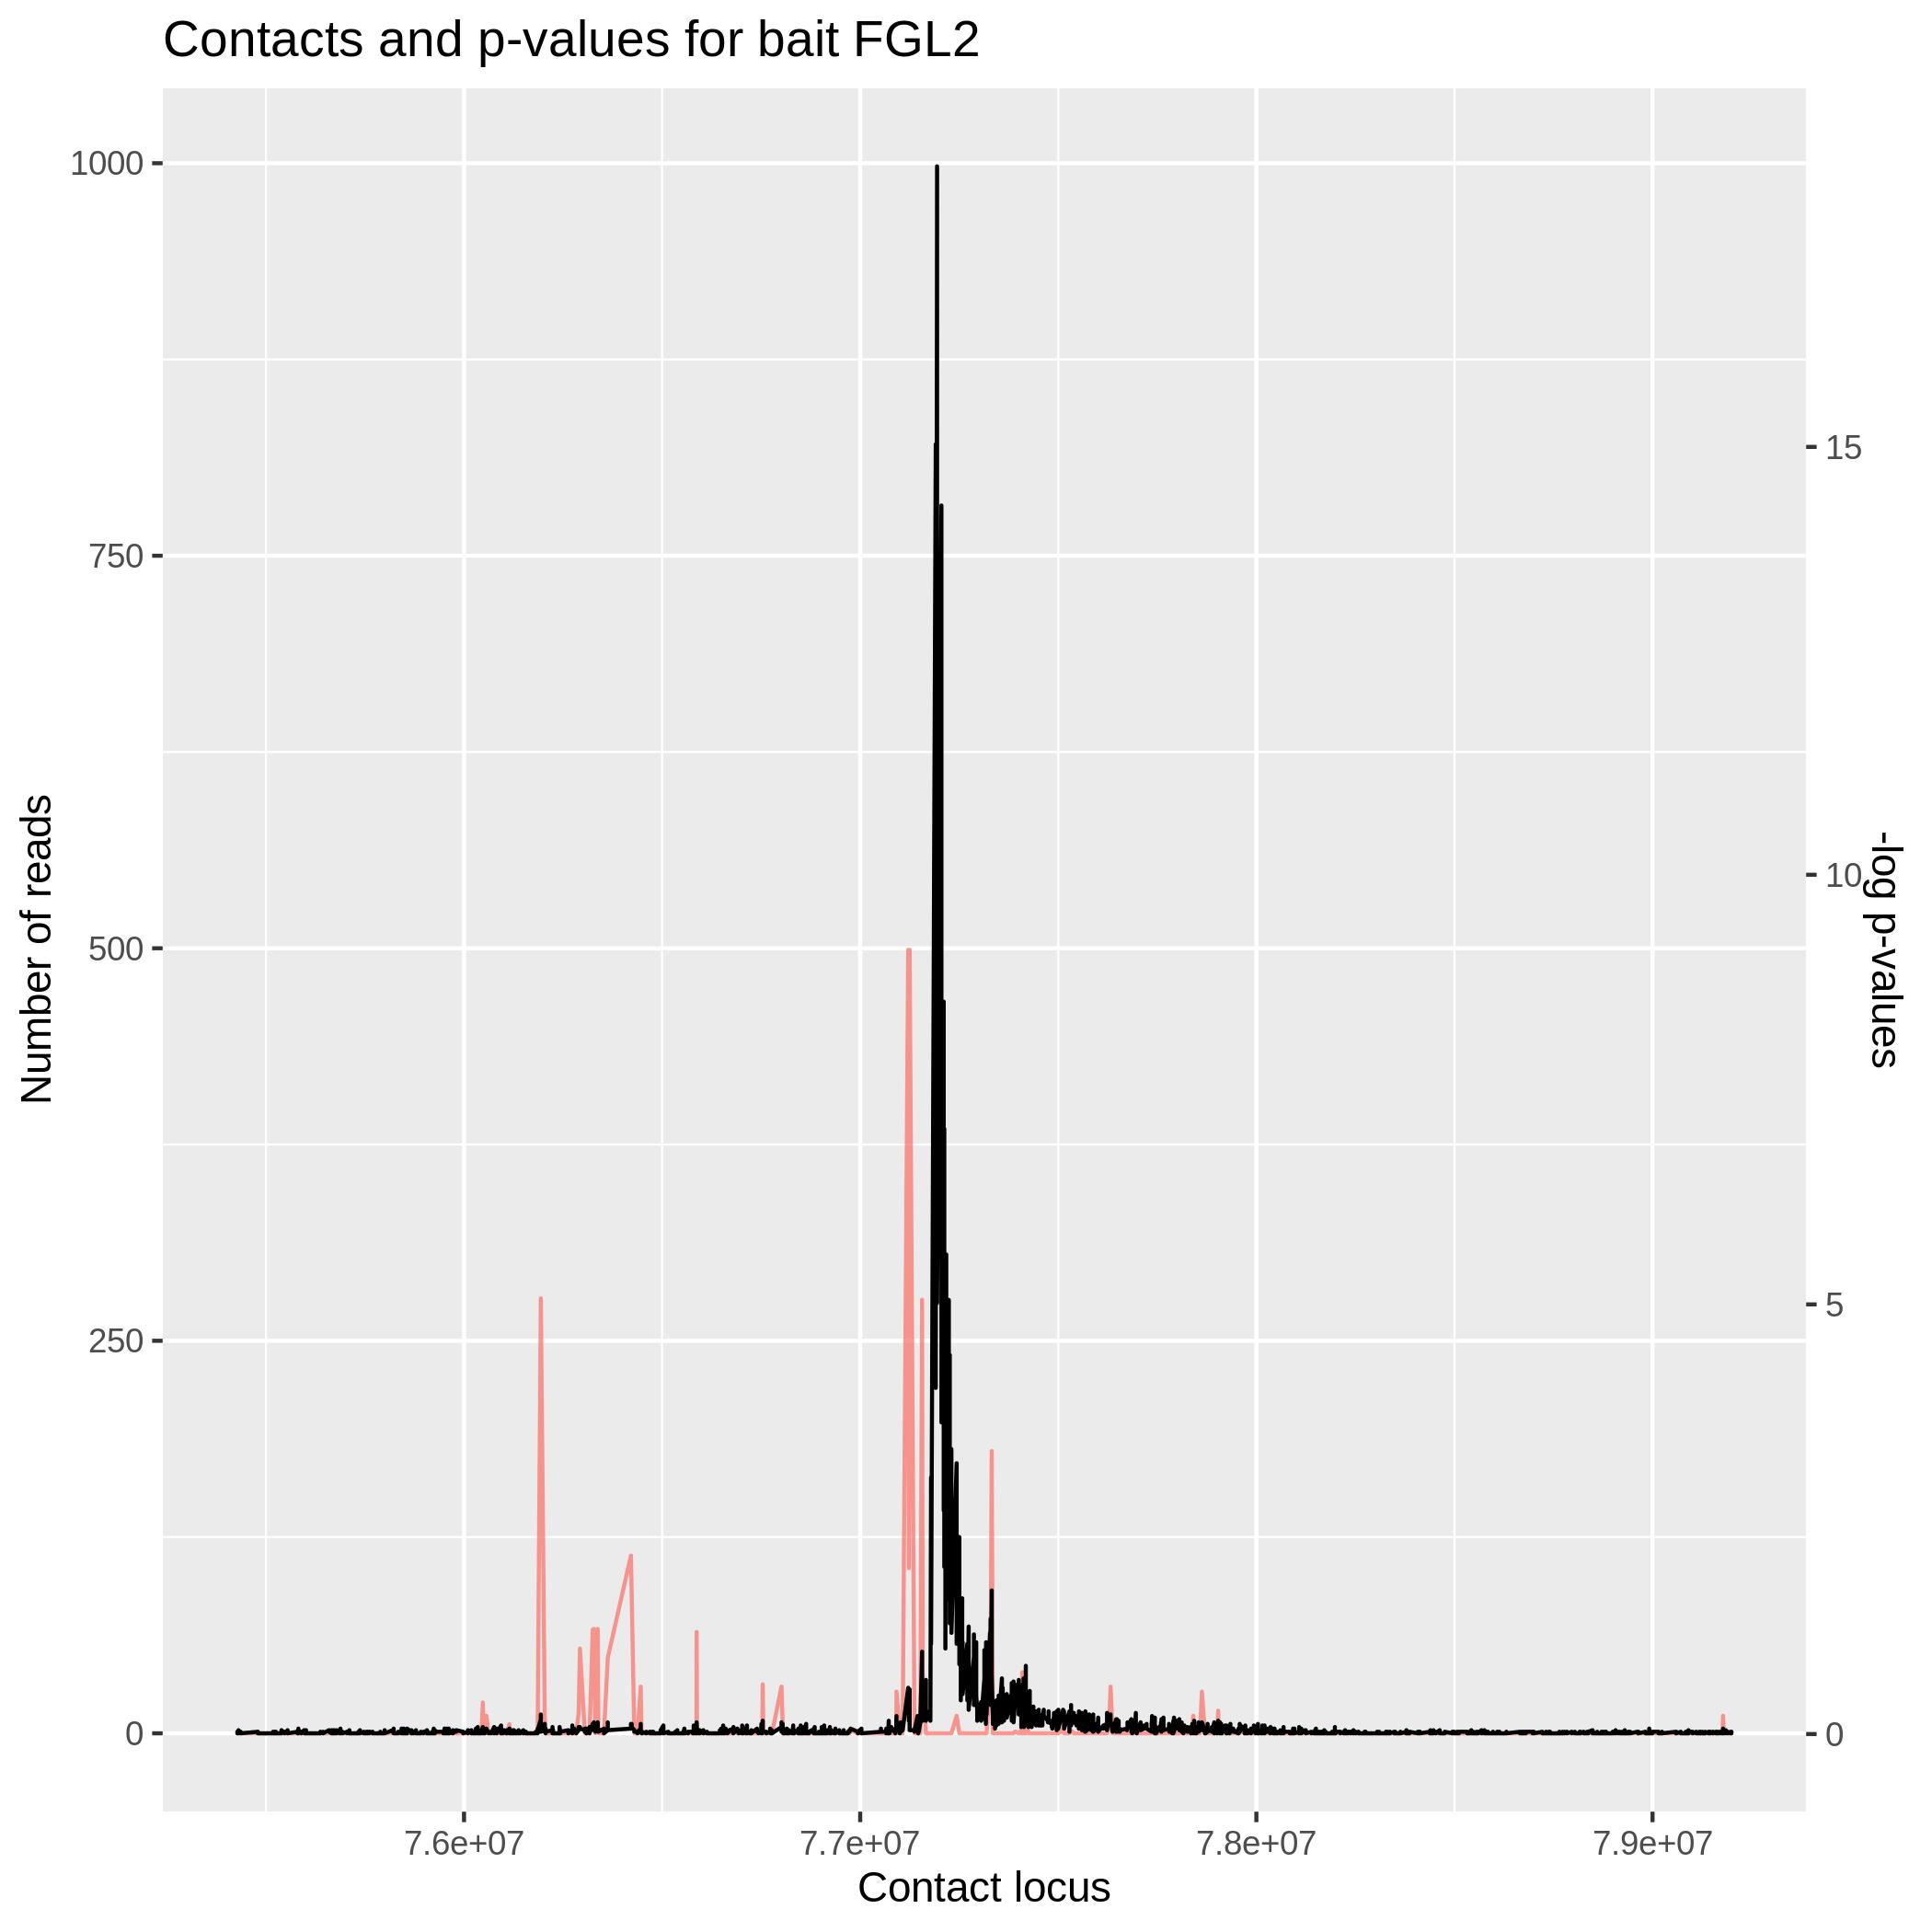 Contacts and p-values for bait FGL2
Number of reads
1000
750
500
250
0
15
10
5
0
-log p-values
7.6e+07
7.7e+07
7.8e+07
7.9e+07
Contact locus